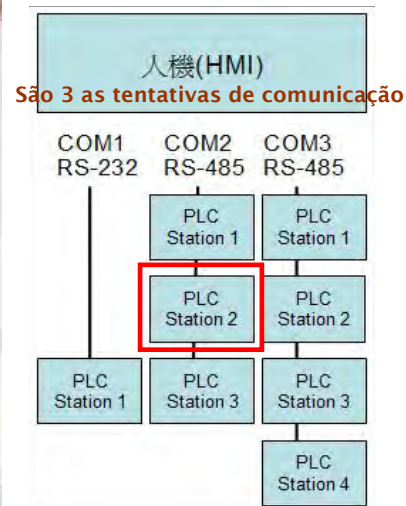 人機(HMI)
São 3 as tentativas de comunicação
COM1 COM2 COM3
RS-232 RS-485 RS-485
PLC
Station 1
PLC
Station 1
PLC
Station 2
PLC
Station 2
PLC
Station 1
PLC
Station 3
PLC
Station 3
PLC
Station 4